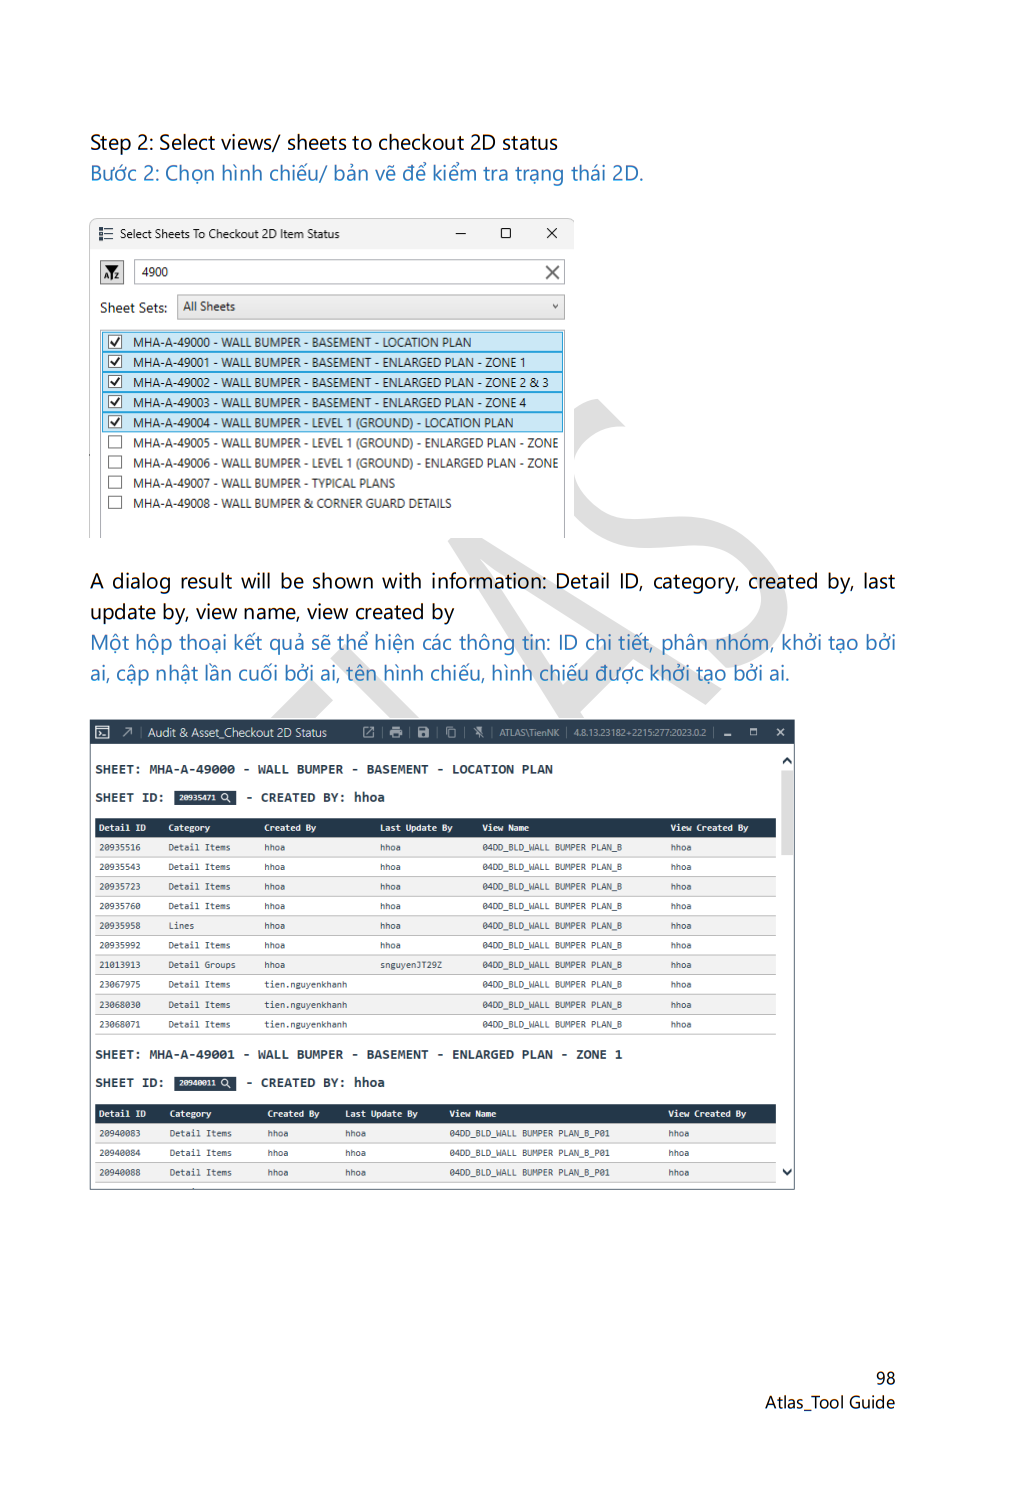 Step 2: Select views/ sheets to checkout 2D status
Bước 2: Chọn hình chiếu/ bản vẽ để kiểm tra trạng thái 2D.
Select Sheets To Checkout 2D Item Status
4900
Sheet Sets: All Sheets
MHA-A-49000 - WALL BUMPER - BASEMENT - LOCATION PLAN
MHA-A-49001 - WALL BUMPER - BASEMENT - ENLARGED PLAN - ZONE 1
MHA-A-49002 - WALL BUMPER - BASEMENT - ENLARGED PLAN - ZONE 2 & 3
MHA-A-49003 - WALL BUMPER - BASEMENT - ENLARGED PLAN - ZONE 4
MHA-A-49004 - WALL BUMPER - LEVEL 1 (GROUND) - LOCATION PLAN
MHA-A-49005 - WALL BUMPER - LEVEL 1 (GROUND) - ENLARGED PLAN - ZONE
MHA-A-49006 - WALL BUMPER - LEVEL 1 (GROUND) - ENLARGED PLAN - ZONE
MHA-A-49007 - WALL BUMPER - TYPICAL PLANS
MHA-A-49008 - WALL BUMPER & CORNER GUARD DETAILS
A dialog result will be shown with information: Detail ID, category, created by, last
update by, view name, view created by
Một hộp thoại kết quả sẽ thể hiện các thông tin: ID chi tiết, phân nhóm, khởi tạo bởi
ai, cập nhật lần cuối bởi ai, tên hình chiếu, hình chiếu được khởi tạo bởi ai.
Audit & Asset_Checkout 2D Status ATLAS\TienNK 4.8.13.23182+2215:277:2023.0.2
SHEET: MHA-A-49000 - WALL BUMPER - BASEMENT - LOCATION PLAN
SHEET ID: 20935471 - CREATED BY: hhoa
Detail ID Category Created By Last Update By View Name View Created By
20935516 Detail Items hhoa hhoa 04DD_BLD_WALL BUMPER PLAN_B hhoa
20935543 Detail Items hhoa hhoa 04DD_BLD_WALL BUMPER PLAN_B hhoa
20935723 Detail Items hhoa hhoa 04DD_BLD_WALL BUMPER PLAN_B hhoa
20935760 Detail Items hhoa hhoa 04DD_BLD_WALL BUMPER PLAN_B hhoa
20935958 Lines hhoa hhoa 04DD_BLD_WALL BUMPER PLAN_B hhoa
20935992 Detail Items hhoa hhoa 04DD_BLD_WALL BUMPER PLAN_B hhoa
21013913 Detail Groups hhoa snguyenJT29Z 04DD_BLD_WALL BUMPER PLAN_B hhoa
23067975 Detail Items tien.nguyenkhanh 04DD_BLD_WALL BUMPER PLAN_B hhoa
23068030 Detail Items tien.nguyenkhanh 04DD_BLD_WALL BUMPER PLAN_B hhoa
23068071 Detail Items tien.nguyenkhanh 04DD_BLD_WALL BUMPER PLAN_B hhoa
SHEET: MHA-A-49001 - WALL BUMPER - BASEMENT - ENLARGED PLAN - ZONE 1
SHEET ID: 20940011 - CREATED BY: hhoa
Detail ID Category Created By Last Update By View Name View Created By
20940083 Detail Items hhoa hhoa 04DD_BLD_WALL BUMPER PLAN_B_P01 hhoa
20940084 Detail Items hhoa hhoa 04DD_BLD_WALL BUMPER PLAN_B_P01 hhoa
20940088 Detail Items hhoa hhoa 04DD_BLD_WALL BUMPER PLAN_B_P01 hhoa
98
Atlas_Tool Guide